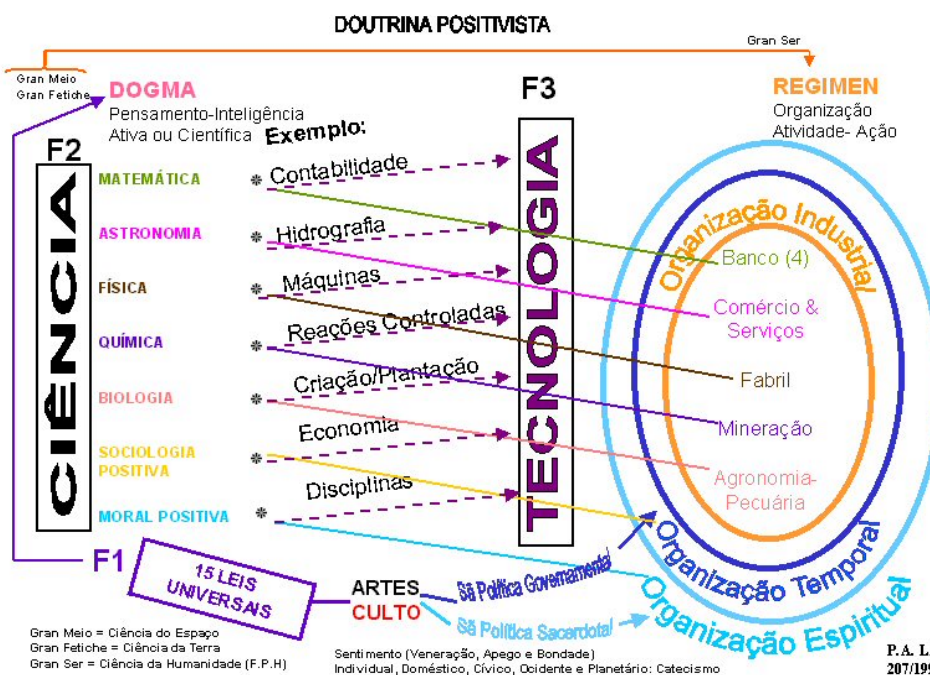 DOUTRINA POSITIVISTA
Gran Ser
Gran Meio
Gran Fetiche
DOGMA
Pensamento-Inteligência
Ativa ou Científica
F3
REGIMEN
Organização
Atividade- Ação
F2
CIÊNCIA
Exemplo:
TECNOLOGIA
MATEMÁTICA
* Contabilidade
ASTRONOMIA
* Hidrografia
FÍSICA
* Máquinas
QUÍMICA
* Reações Controladas
BIOLOGIA
* Criação/Plantação
SOCIOLOGIA
POSITIVA
* Economia
MORAL POSITIVA
* Disciplinas
Organização Industrial
Banco (4)
Comércio &
Serviços
Fabril
Mineração
Agronomia-
Pecuária
Organização Temporal
Organização Espiritual
F1
15 LEIS
UNIVERSAIS
ARTES
CULTO
Sã Política Governamental
Sã Política Sacerdotal
Gran Meio = Ciência do Espaço
Gran Fetiche = Ciência da Terra
Gran Ser = Ciência da Humanidade (F.P.H)
Sentimento (Veneração, Apego e Bondade)
Individual, Doméstico, Cívico, Ocidente e Planetário: Catecismo
P.A. L
207/199